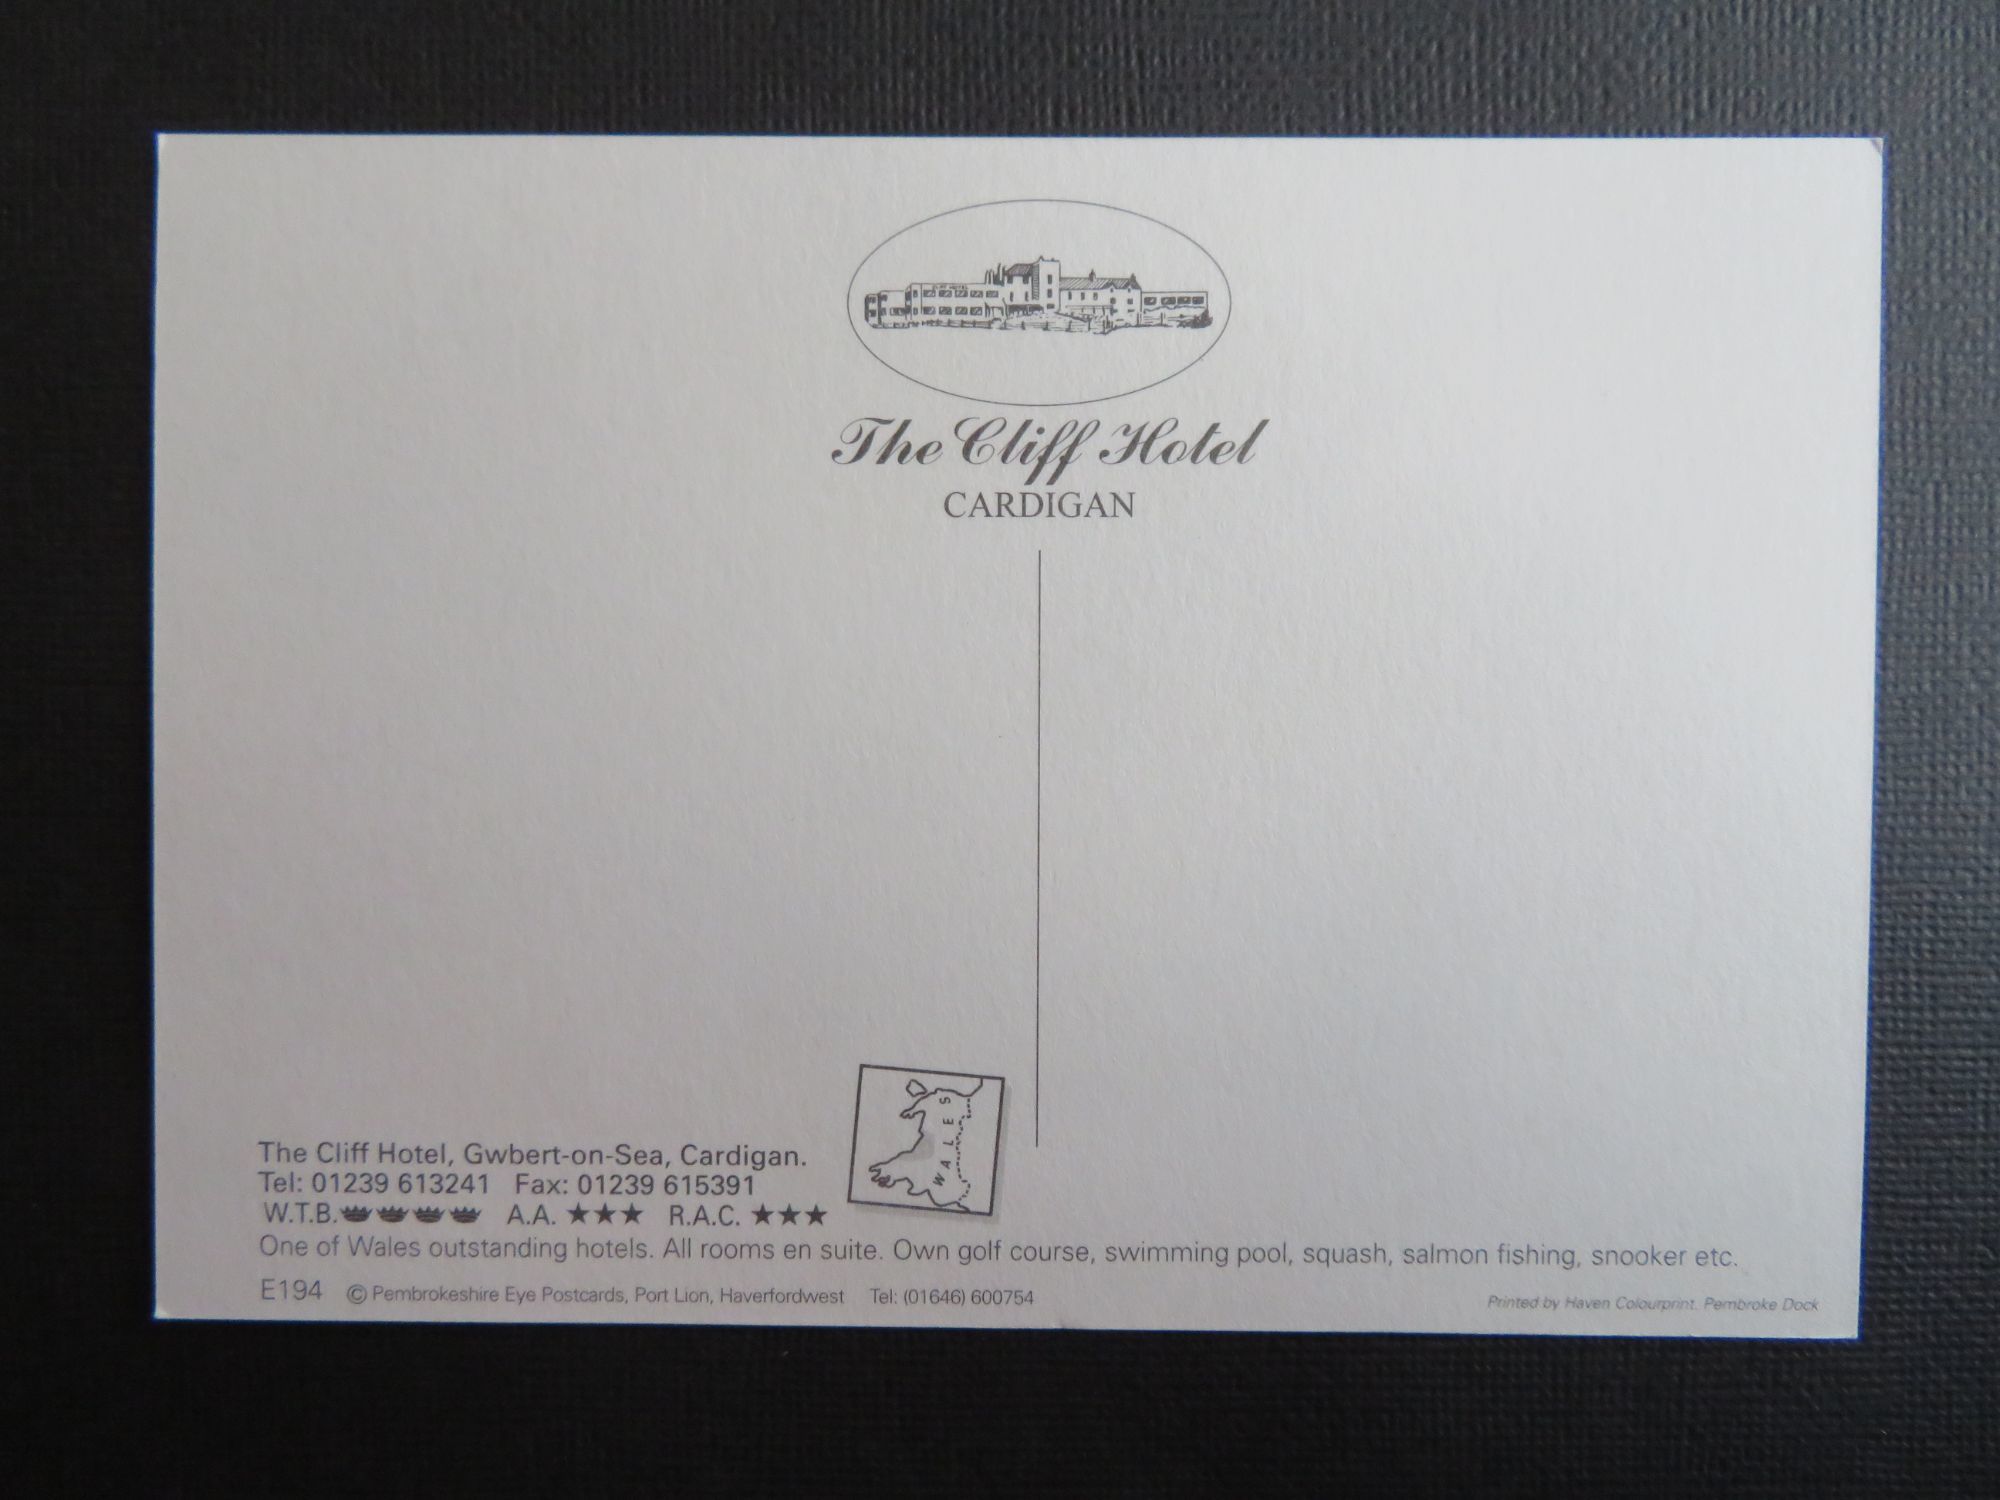 CLIFF HOTEL
The Cliff Hotel
CARDIGAN
WALES
The Cliff Hotel, Gwbert-on-Sea, Cardigan.
Tel: 01239 613241 Fax: 01239 615391
W.T.B. A.A. ★★★ R.A.C. ★★★
One of Wales outstanding hotels. All rooms en suite. Own golf course, swimming pool, squash, salmon fishing, snooker etc.
E194 © Pembrokeshire Eye Postcards, Port Lion, Haverfordwest Tel: (01646) 600754
Printed by Haven Colourprint. Pembroke Dock